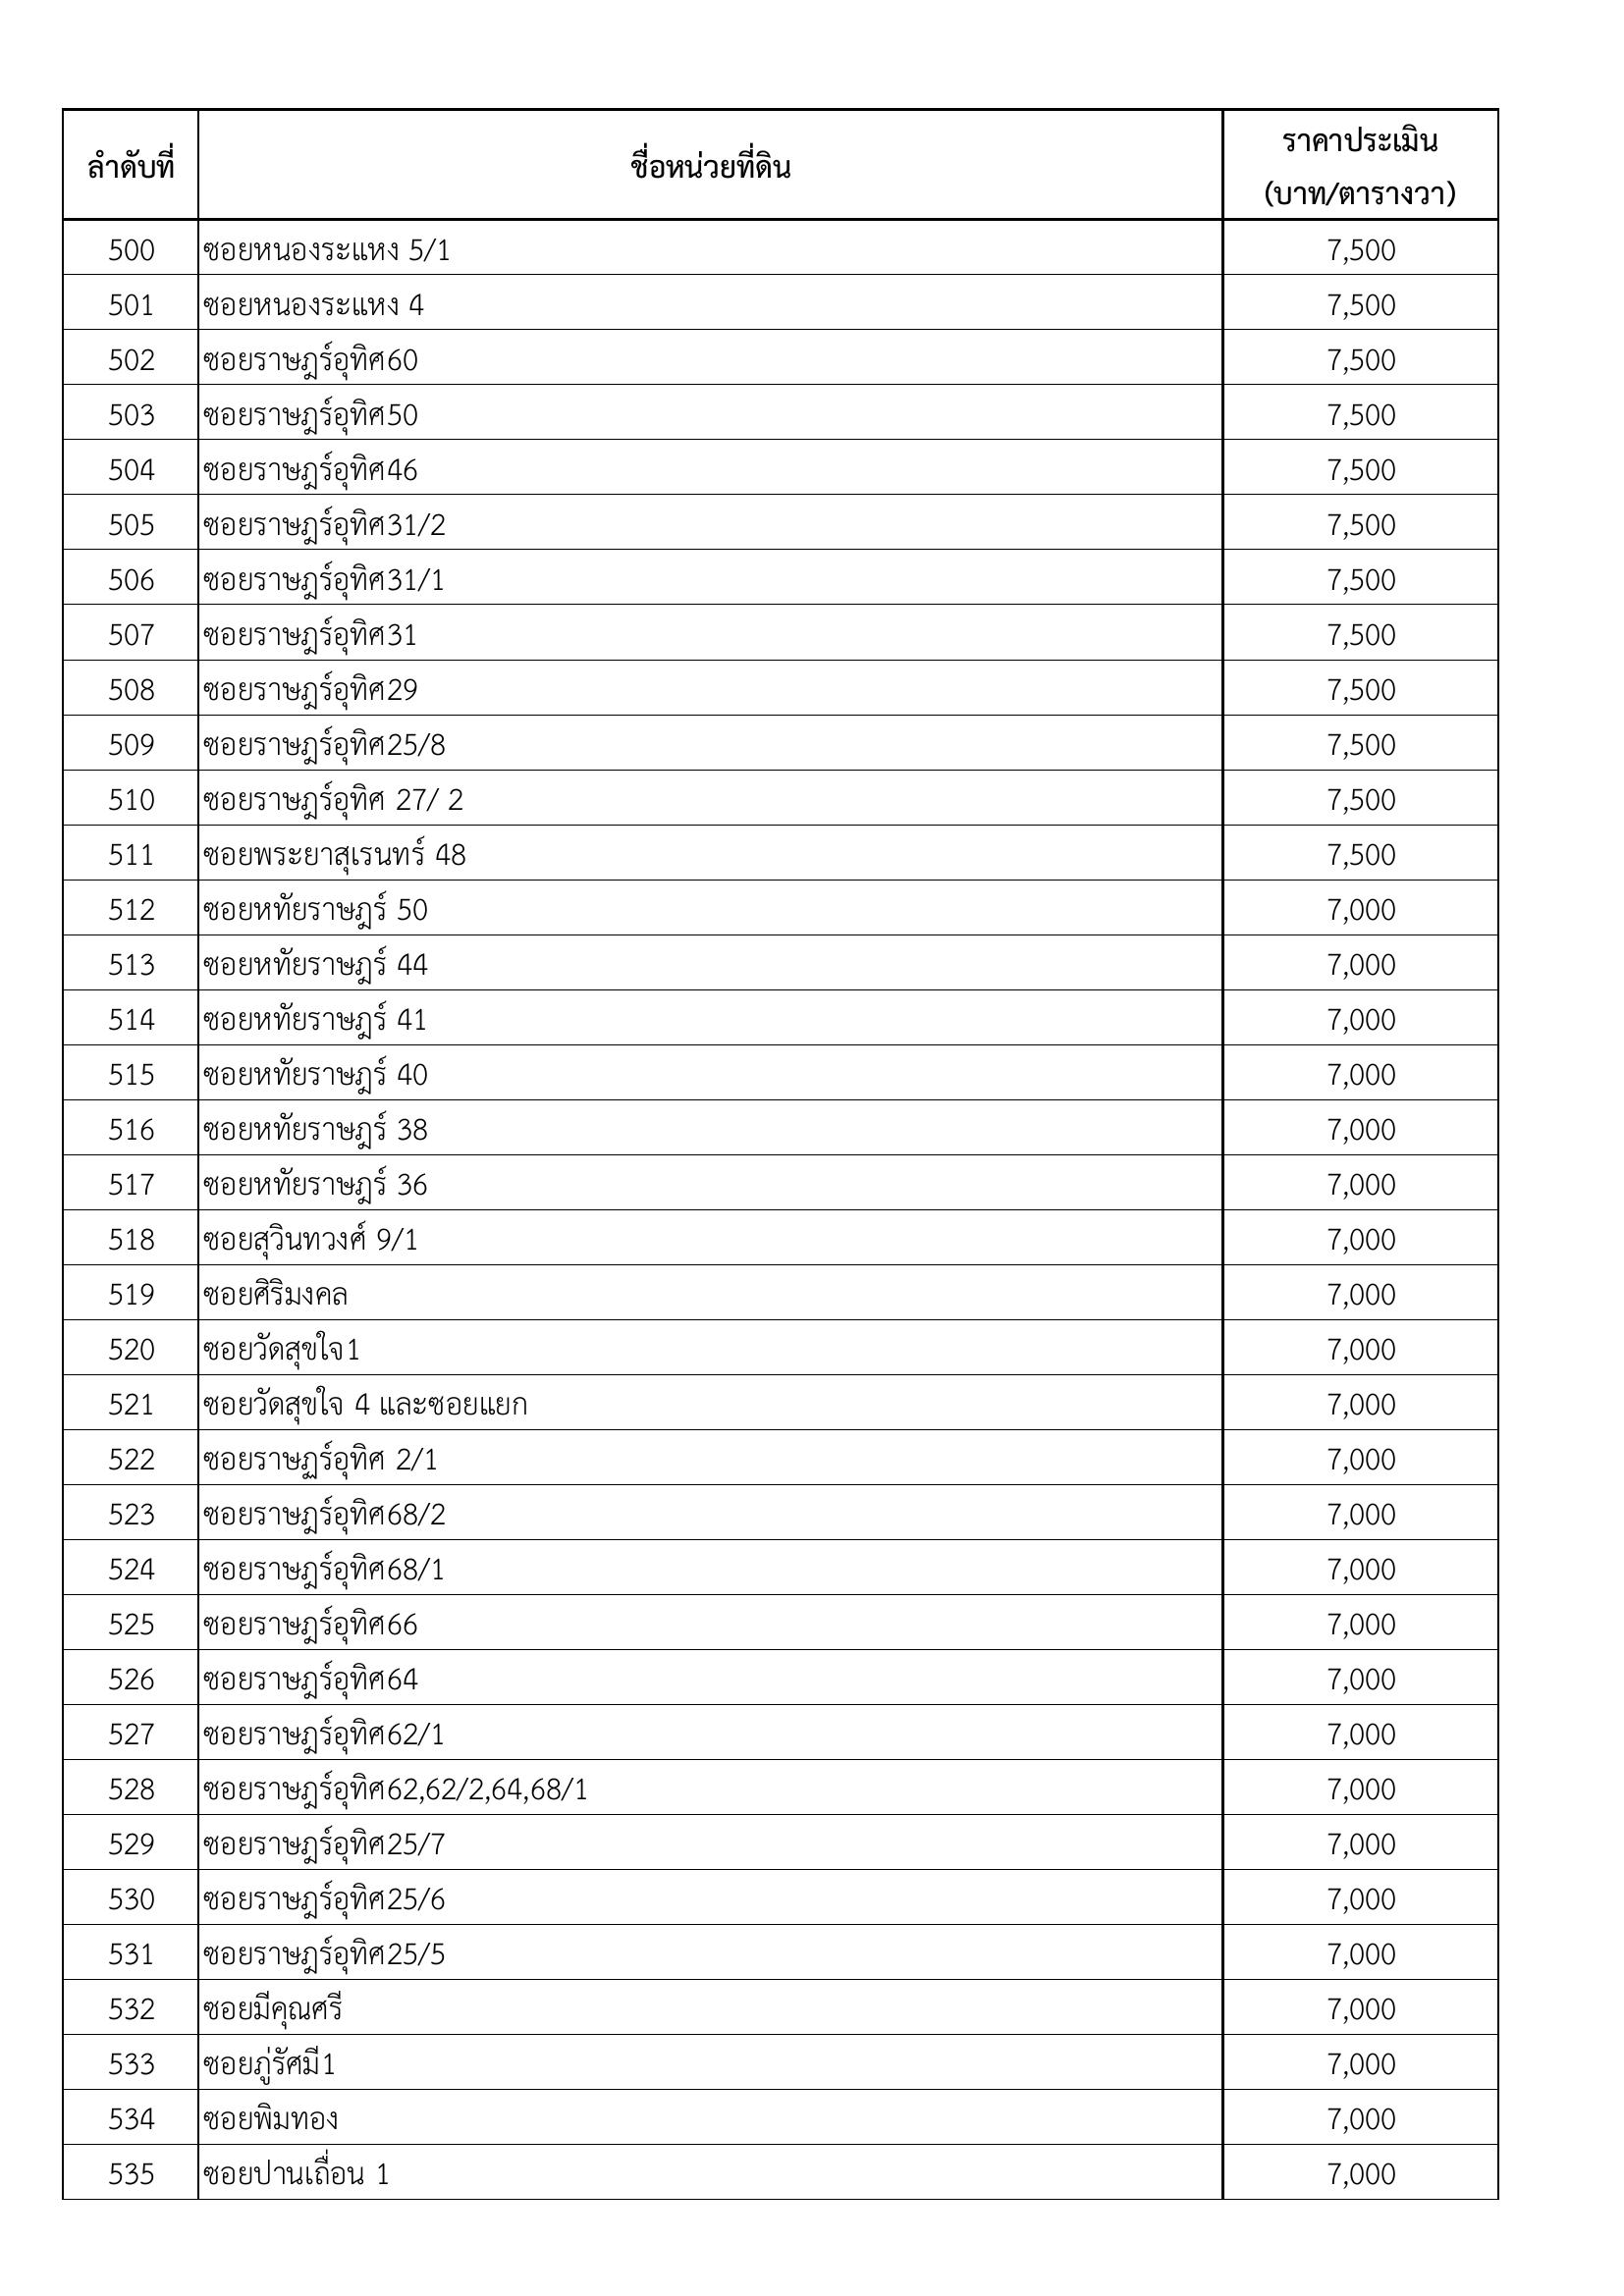 ลำดับที่ ชื่อหน่วยที่ดิน ราคาประเมิน
(บาท/ตารางวา)
500 ซอยหนองระแหง 5/1 7,500
501 ซอยหนองระแหง 4 7,500
502 ซอยราษฎร์อุทิศ60 7,500
503 ซอยราษฎร์อุทิศ50 7,500
504 ซอยราษฎร์อุทิศ46 7,500
505 ซอยราษฎร์อุทิศ31/2 7,500
506 ซอยราษฎร์อุทิศ31/1 7,500
507 ซอยราษฎร์อุทิศ31 7,500
508 ซอยราษฎร์อุทิศ29 7,500
509 ซอยราษฎร์อุทิศ25/8 7,500
510 ซอยราษฎร์อุทิศ 27/ 2 7,500
511 ซอยพระยาสุเรนทร์ 48 7,500
512 ซอยหทัยราษฎร์ 50 7,000
513 ซอยหทัยราษฎร์ 44 7,000
514 ซอยหทัยราษฎร์ 41 7,000
515 ซอยหทัยราษฎร์ 40 7,000
516 ซอยหทัยราษฎร์ 38 7,000
517 ซอยหทัยราษฎร์ 36 7,000
518 ซอยสุวินทวงศ์ 9/1 7,000
519 ซอยศิริมงคล 7,000
520 ซอยวัดสุขใจ1 7,000
521 ซอยวัดสุขใจ 4 และซอยแยก 7,000
522 ซอยราษฏร์อุทิศ 2/1 7,000
523 ซอยราษฎร์อุทิศ68/2 7,000
524 ซอยราษฎร์อุทิศ68/1 7,000
525 ซอยราษฎร์อุทิศ66 7,000
526 ซอยราษฎร์อุทิศ64 7,000
527 ซอยราษฎร์อุทิศ62/1 7,000
528 ซอยราษฎร์อุทิศ62,62/2,64,68/1 7,000
529 ซอยราษฎร์อุทิศ25/7 7,000
530 ซอยราษฎร์อุทิศ25/6 7,000
531 ซอยราษฎร์อุทิศ25/5 7,000
532 ซอยมีคุณศรี 7,000
533 ซอยภู่รัศมี1 7,000
534 ซอยพิมทอง 7,000
535 ซอยปานเถื่อน 1 7,000